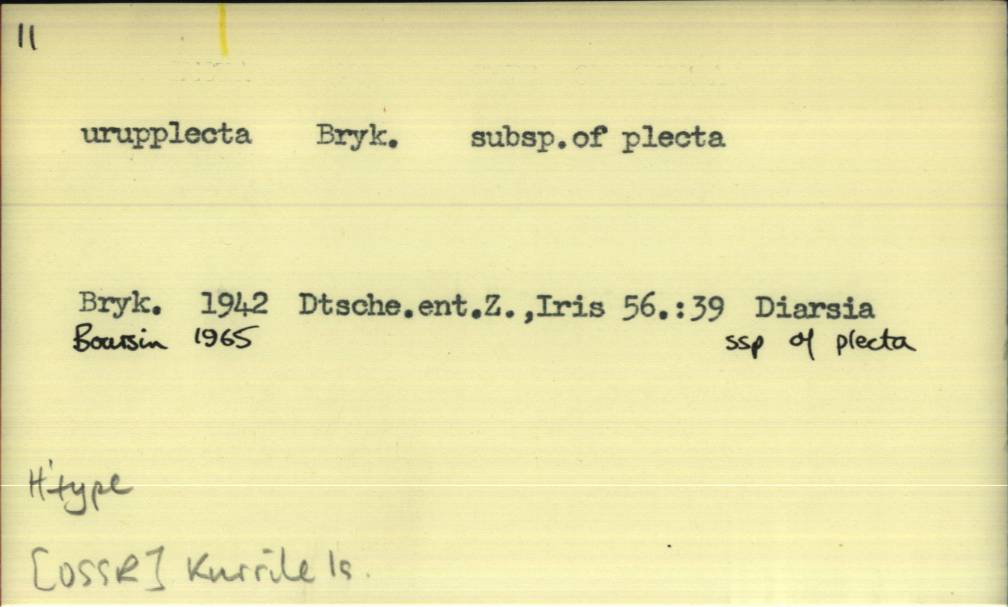 11
urupplecta Bryk. subsp.of plecta
Bryk. 1942 Dtsche.ent.Z.,Iris 56.:39 Diarsia
Boursin 1965 ssp of plecta
H'type
[USSR] Kurrile Is.